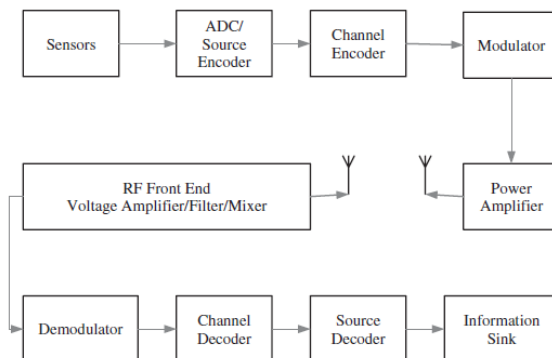 Sensors
ADC/
Source
Encoder
Channel
Encoder
Modulator
RF Front End
Voltage Amplifier/Filter/Mixer
Power
Amplifier
Demodulator
Channel
Decoder
Source
Decoder
Information
Sink